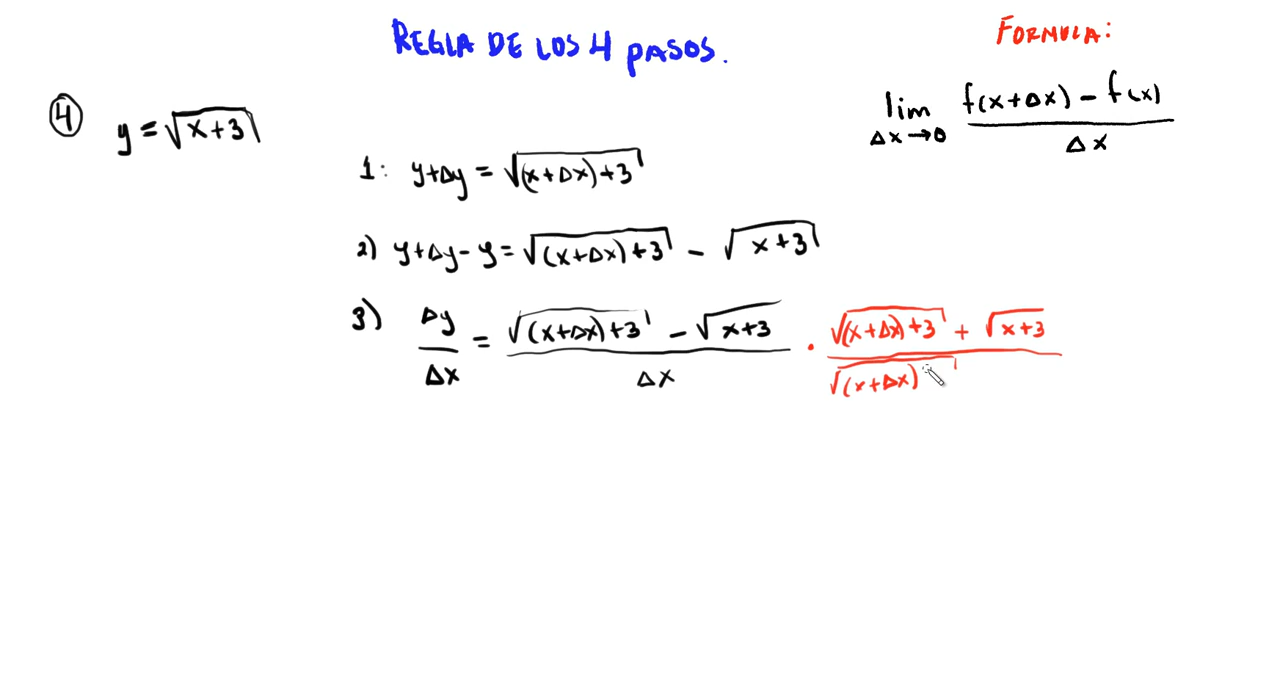 REGLA DE LOS 4 PASOS.
FORMULA:
lim Δx→0 (f(x+Δx) - f(x))/Δx
④ y = √(x+3)
1: y+Δy = √((x+Δx)+3)
2) y+Δy-y = √((x+Δx)+3) - √(x+3)
3) Δy/Δx = (√((x+Δx)+3) - √(x+3))/Δx · (√((x+Δx)+3) + √(x+3))/√((x+Δx)